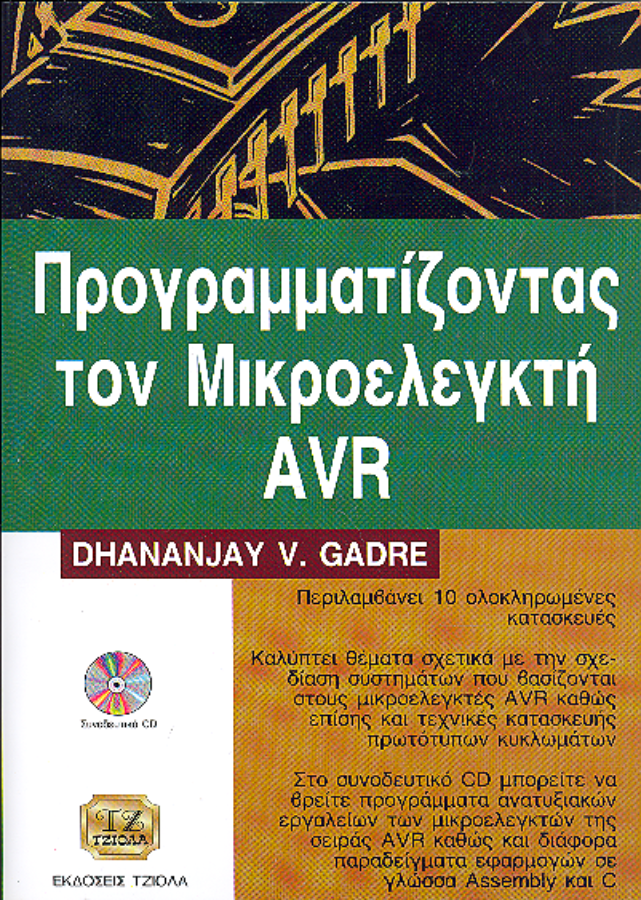 Προγραμματίζοντας
τον Μικροελεγκτή
AVR
DHANANJAY V. GADRE
Περιλαμβάνει 10 ολοκληρωμένες
κατασκευές
Καλύπτει θέματα σχετικά με την σχε-
δίαση συστημάτων που βασίζονται
στους μικροελεγκτές AVR καθώς
επίσης και τεχνικές κατασκευής
πρωτότυπων κυκλωμάτων
Συνοδευτικό CD
Στο συνοδευτικό CD μπορείτε να
βρείτε προγράμματα ανατυξιακών
εργαλείων των μικροελεγκτών της
σειράς AVR καθώς και διάφορα
παραδείγματα εφαρμογών σε
γλώσσα Assembly και C
TZ
ΤΖΙΟΛΑ
ΕΚΔΟΣΕΙΣ ΤΖΙΟΛΑ